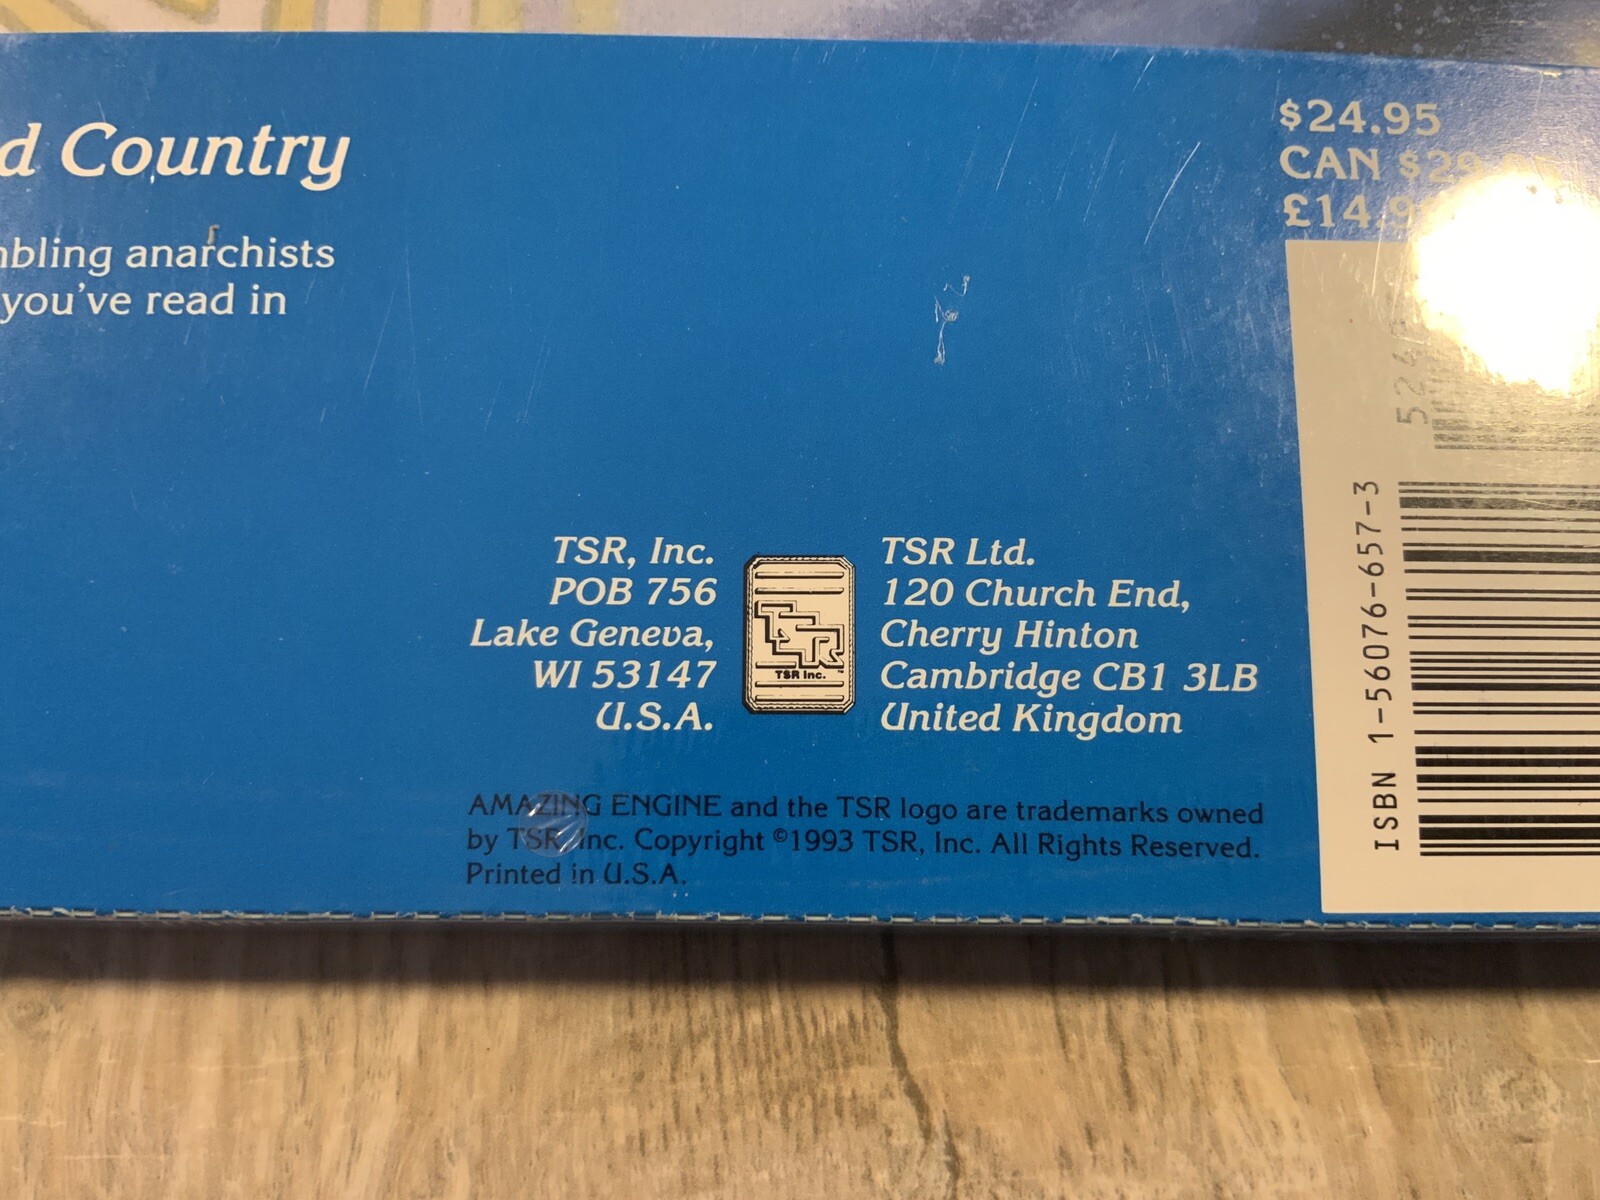 d Country
mbling anarchists
you've read in
$24.95
CAN
TSR, Inc.
POB 756
Lake Geneva,
WI 53147
U.S.A.
TSR Inc.
TSR Ltd.
120 Church End,
Cherry Hinton
Cambridge CB1 3LB
United Kingdom
AMAZING ENGINE and the TSR logo are trademarks owned
by TSR, Inc. Copyright ©1993 TSR, Inc. All Rights Reserved.
Printed in U.S.A.
ISBN 1-56076-657-3